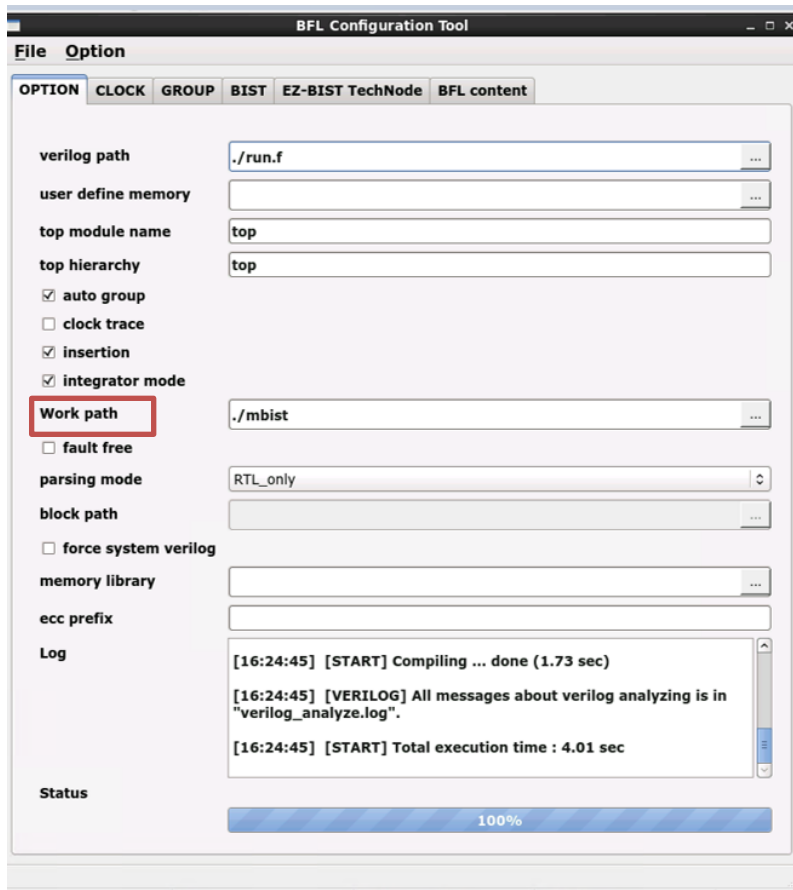 BFL Configuration Tool
File Option
OPTION CLOCK GROUP BIST EZ-BIST TechNode BFL content
verilog path ./run.f ...
user define memory ...
top module name top
top hierarchy top
auto group
clock trace
insertion
integrator mode
Work path ./mbist ...
fault free
parsing mode RTL_only
block path ...
force system verilog
memory library ...
ecc prefix
Log
[16:24:45] [START] Compiling ... done (1.73 sec)
[16:24:45] [VERILOG] All messages about verilog analyzing is in
"verilog_analyze.log".
[16:24:45] [START] Total execution time : 4.01 sec
Status
100%